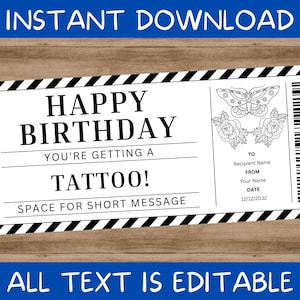 INSTANT DOWNLOAD
HAPPY
BIRTHDAY
YOU'RE GETTING A
TATTOO!
SPACE FOR SHORT MESSAGE
TO
Recipient Name
FROM
Your Name
DATE
12/12/2032
ALL TEXT IS EDITABLE